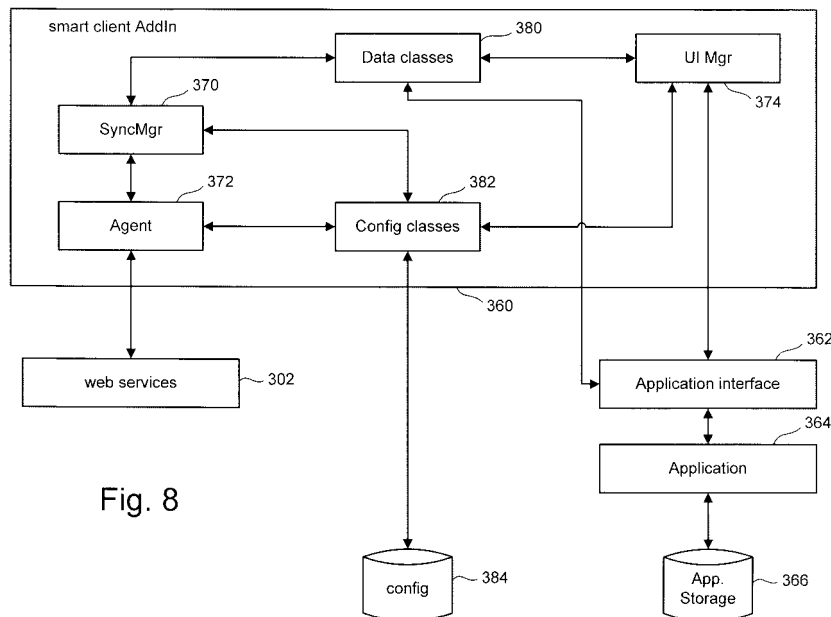 smart client AddIn
380
Data classes
UI Mgr
370
374
SyncMgr
372
382
Agent
Config classes
360
362
web services
302
Application interface
364
Application
Fig. 8
config
384
App.
Storage
366